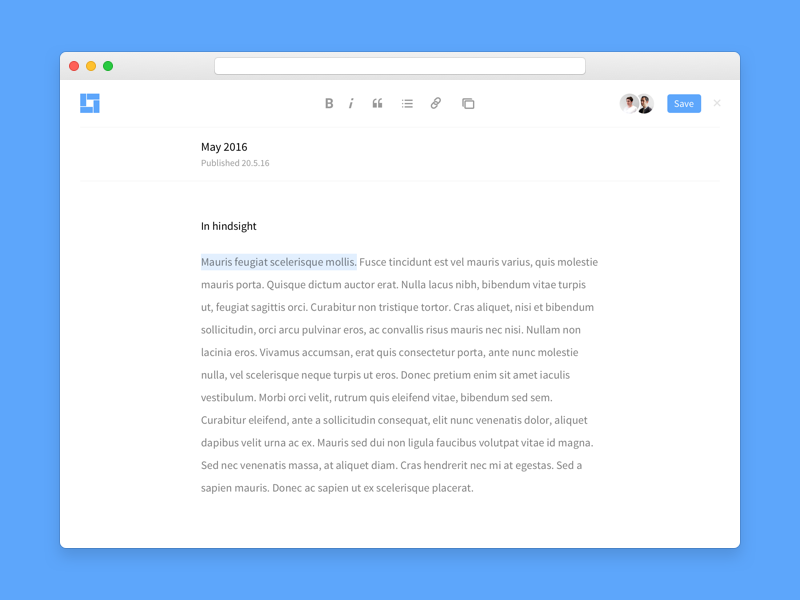 B i
Save
May 2016
Published 20.5.16
In hindsight
Mauris feugiat scelerisque mollis. Fusce tincidunt est vel mauris varius, quis molestie
mauris porta. Quisque dictum auctor erat. Nulla lacus nibh, bibendum vitae turpis
ut, feugiat sagittis orci. Curabitur non tristique tortor. Cras aliquet, nisi et bibendum
sollicitudin, orci arcu pulvinar eros, ac convallis risus mauris nec nisi. Nullam non
lacinia eros. Vivamus accumsan, erat quis consectetur porta, ante nunc molestie
nulla, vel scelerisque neque turpis ut eros. Donec pretium enim sit amet iaculis
vestibulum. Morbi orci velit, rutrum quis eleifend vitae, bibendum sed sem.
Curabitur eleifend, ante a sollicitudin consequat, elit nunc venenatis dolor, aliquet
dapibus velit urna ac ex. Mauris sed dui non ligula faucibus volutpat vitae id magna.
Sed nec venenatis massa, at aliquet diam. Cras hendrerit nec mi at egestas. Sed a
sapien mauris. Donec ac sapien ut ex scelerisque placerat.